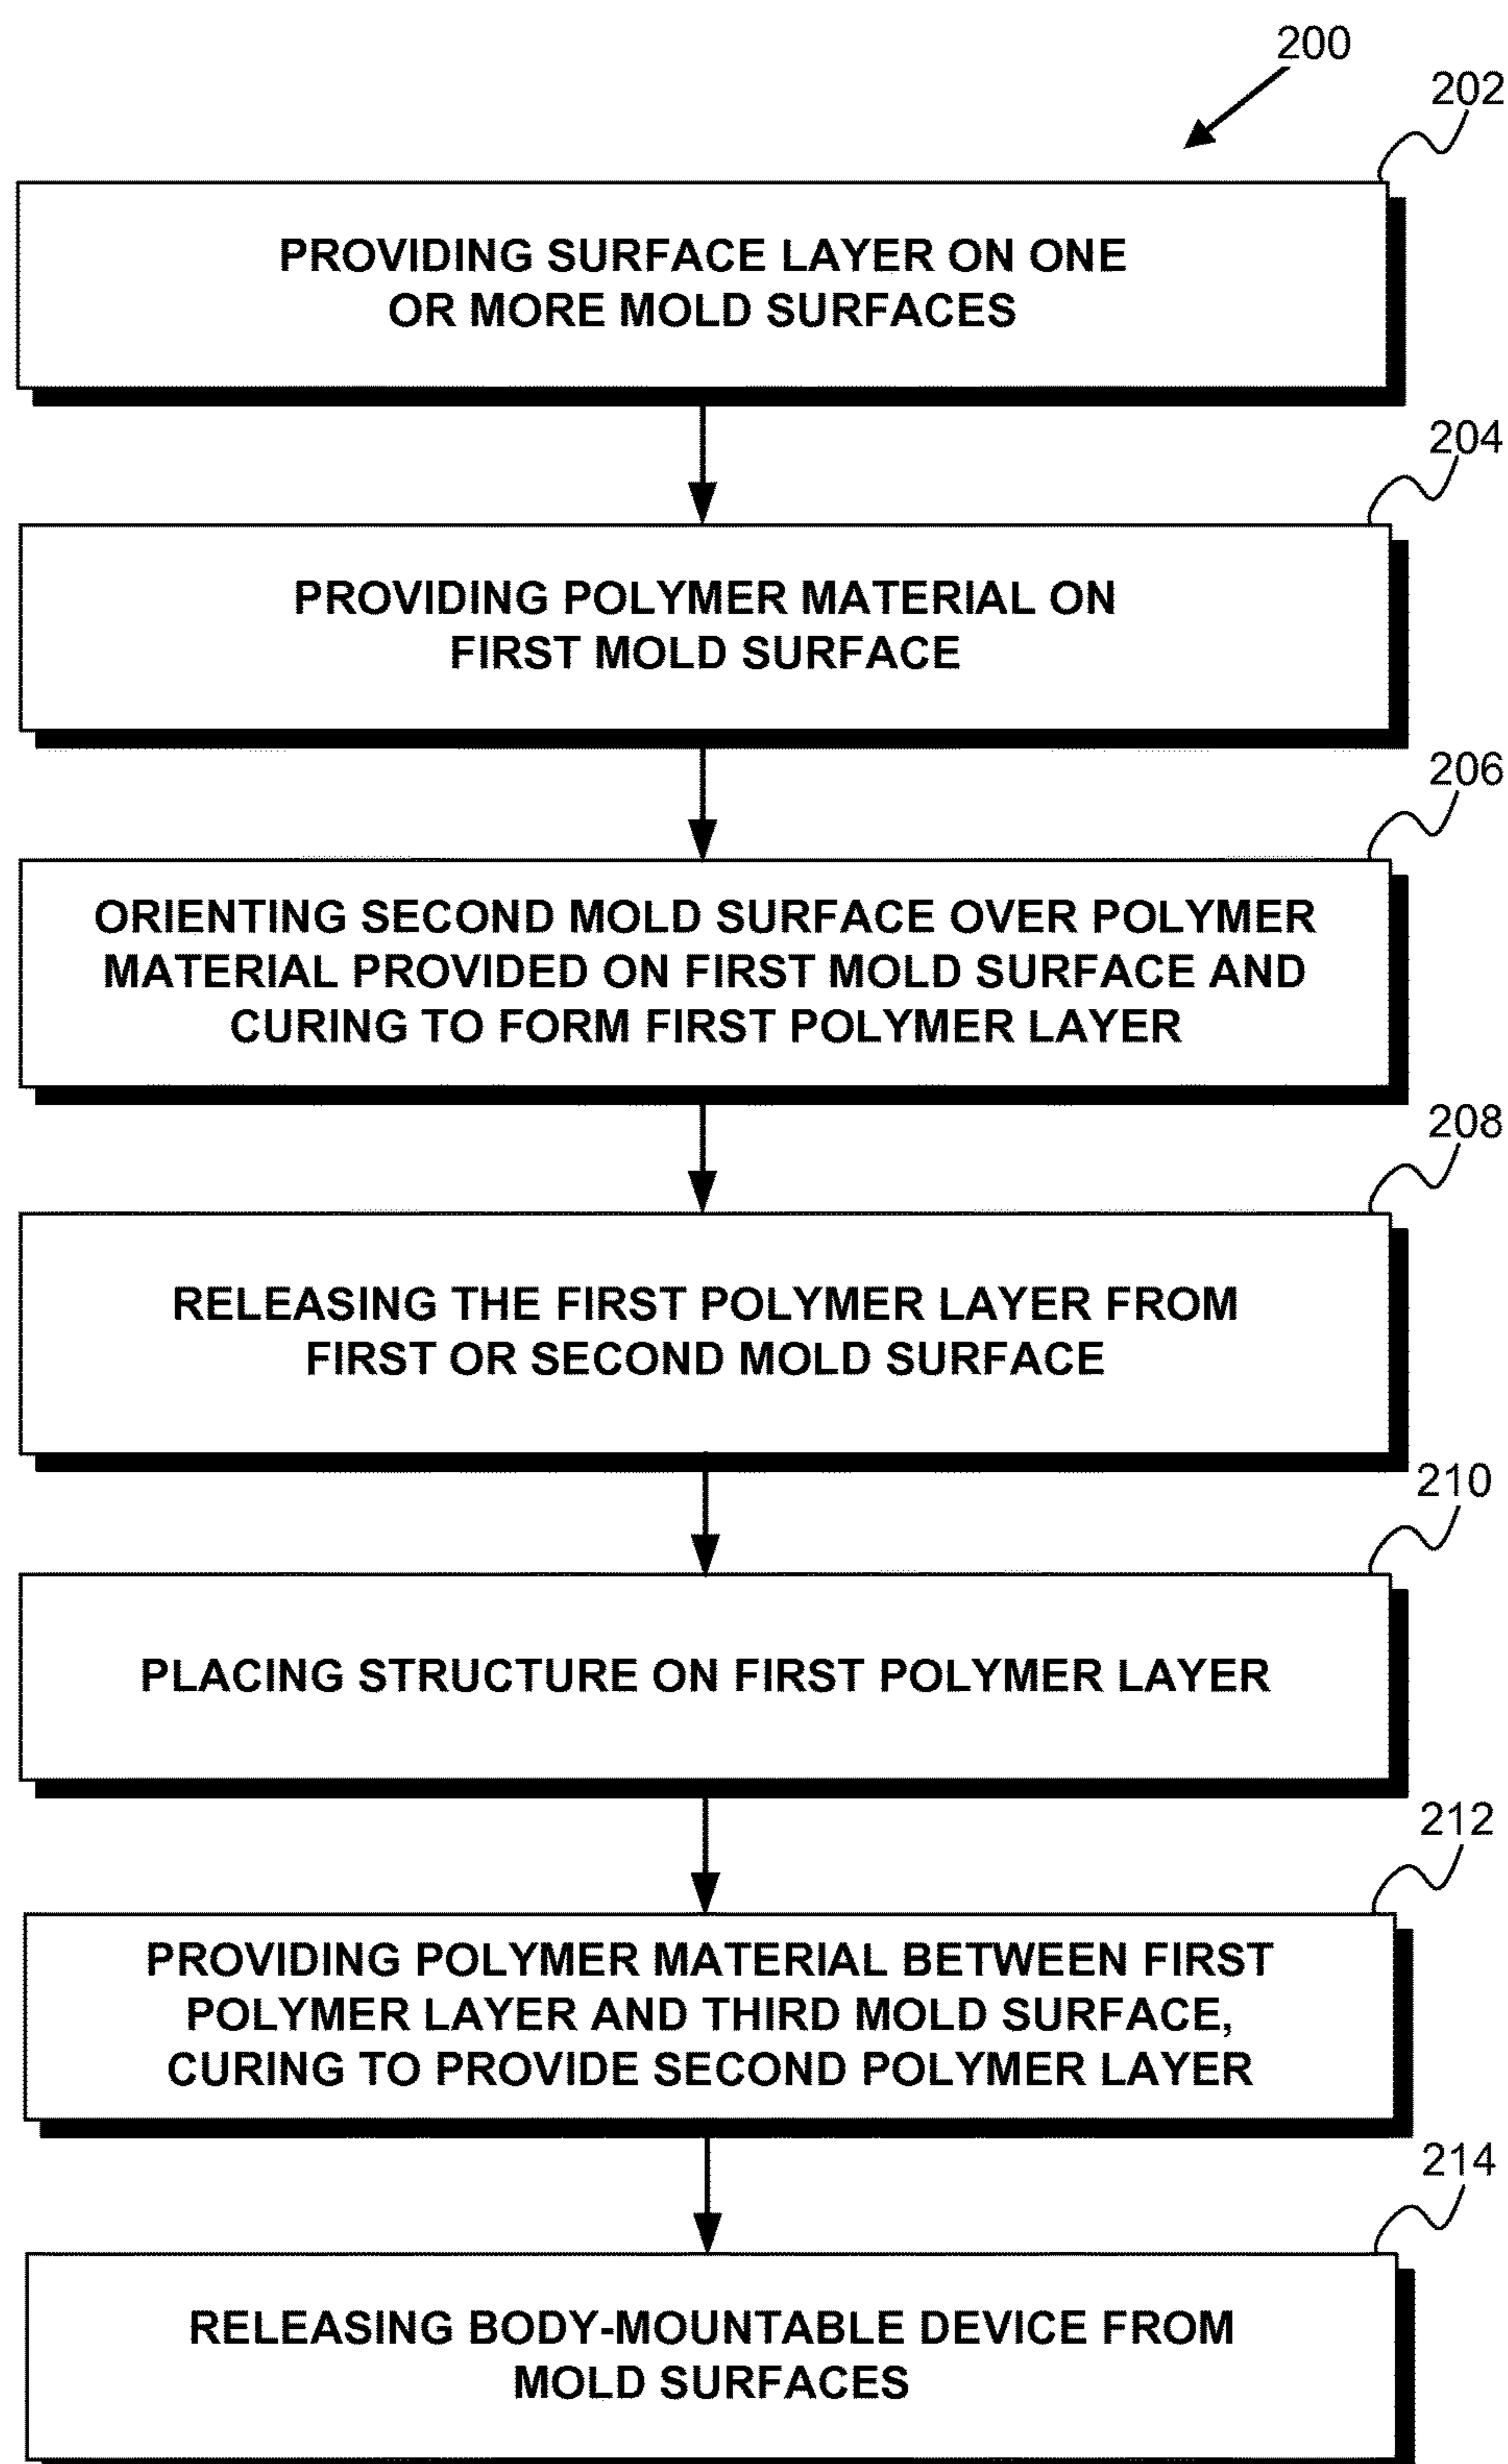 200
202
PROVIDING SURFACE LAYER ON ONE
OR MORE MOLD SURFACES
204
PROVIDING POLYMER MATERIAL ON
FIRST MOLD SURFACE
206
ORIENTING SECOND MOLD SURFACE OVER POLYMER
MATERIAL PROVIDED ON FIRST MOLD SURFACE AND
CURING TO FORM FIRST POLYMER LAYER
208
RELEASING THE FIRST POLYMER LAYER FROM
FIRST OR SECOND MOLD SURFACE
210
PLACING STRUCTURE ON FIRST POLYMER LAYER
212
PROVIDING POLYMER MATERIAL BETWEEN FIRST
POLYMER LAYER AND THIRD MOLD SURFACE,
CURING TO PROVIDE SECOND POLYMER LAYER
214
RELEASING BODY-MOUNTABLE DEVICE FROM
MOLD SURFACES